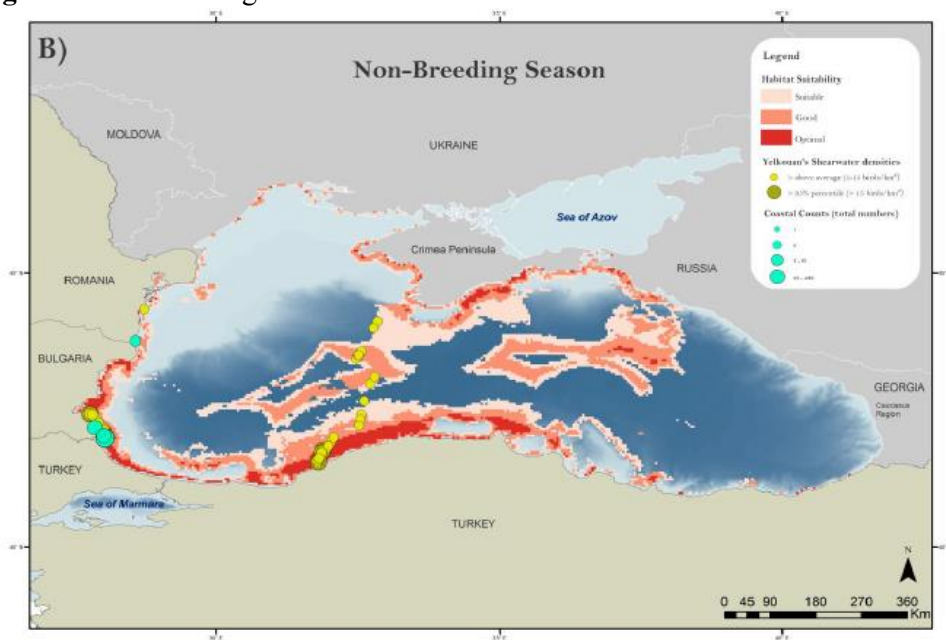 B)
Non-Breeding Season
Legend
Habitat Suitability
Suitable
Good
Optimal
Yelkouan's Shearwater densities
Coastal Counts (total numbers)
MOLDOVA
UKRAINE
Sea of Azov
Crimea Peninsula
RUSSIA
ROMANIA
BULGARIA
GEORGIA
Caucasus
Region
TURKEY
Sea of Marmara
TURKEY
N
0 45 90 180 270 360
Km